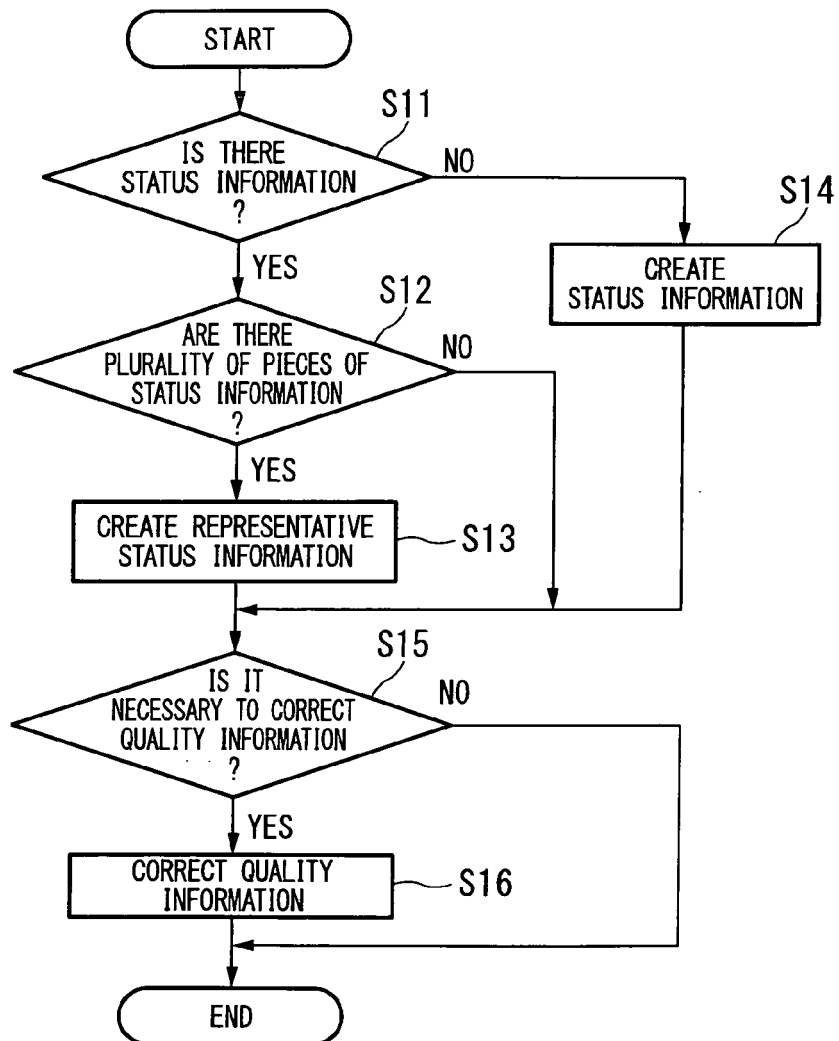 START
S11
IS THERE
STATUS INFORMATION
?
NO
YES
S14
CREATE
STATUS INFORMATION
S12
ARE THERE
PLURALITY OF PIECES OF
STATUS INFORMATION
?
NO
YES
CREATE REPRESENTATIVE
STATUS INFORMATION
S13
S15
IS IT
NECESSARY TO CORRECT
QUALITY INFORMATION
?
NO
YES
CORRECT QUALITY
INFORMATION
S16
END